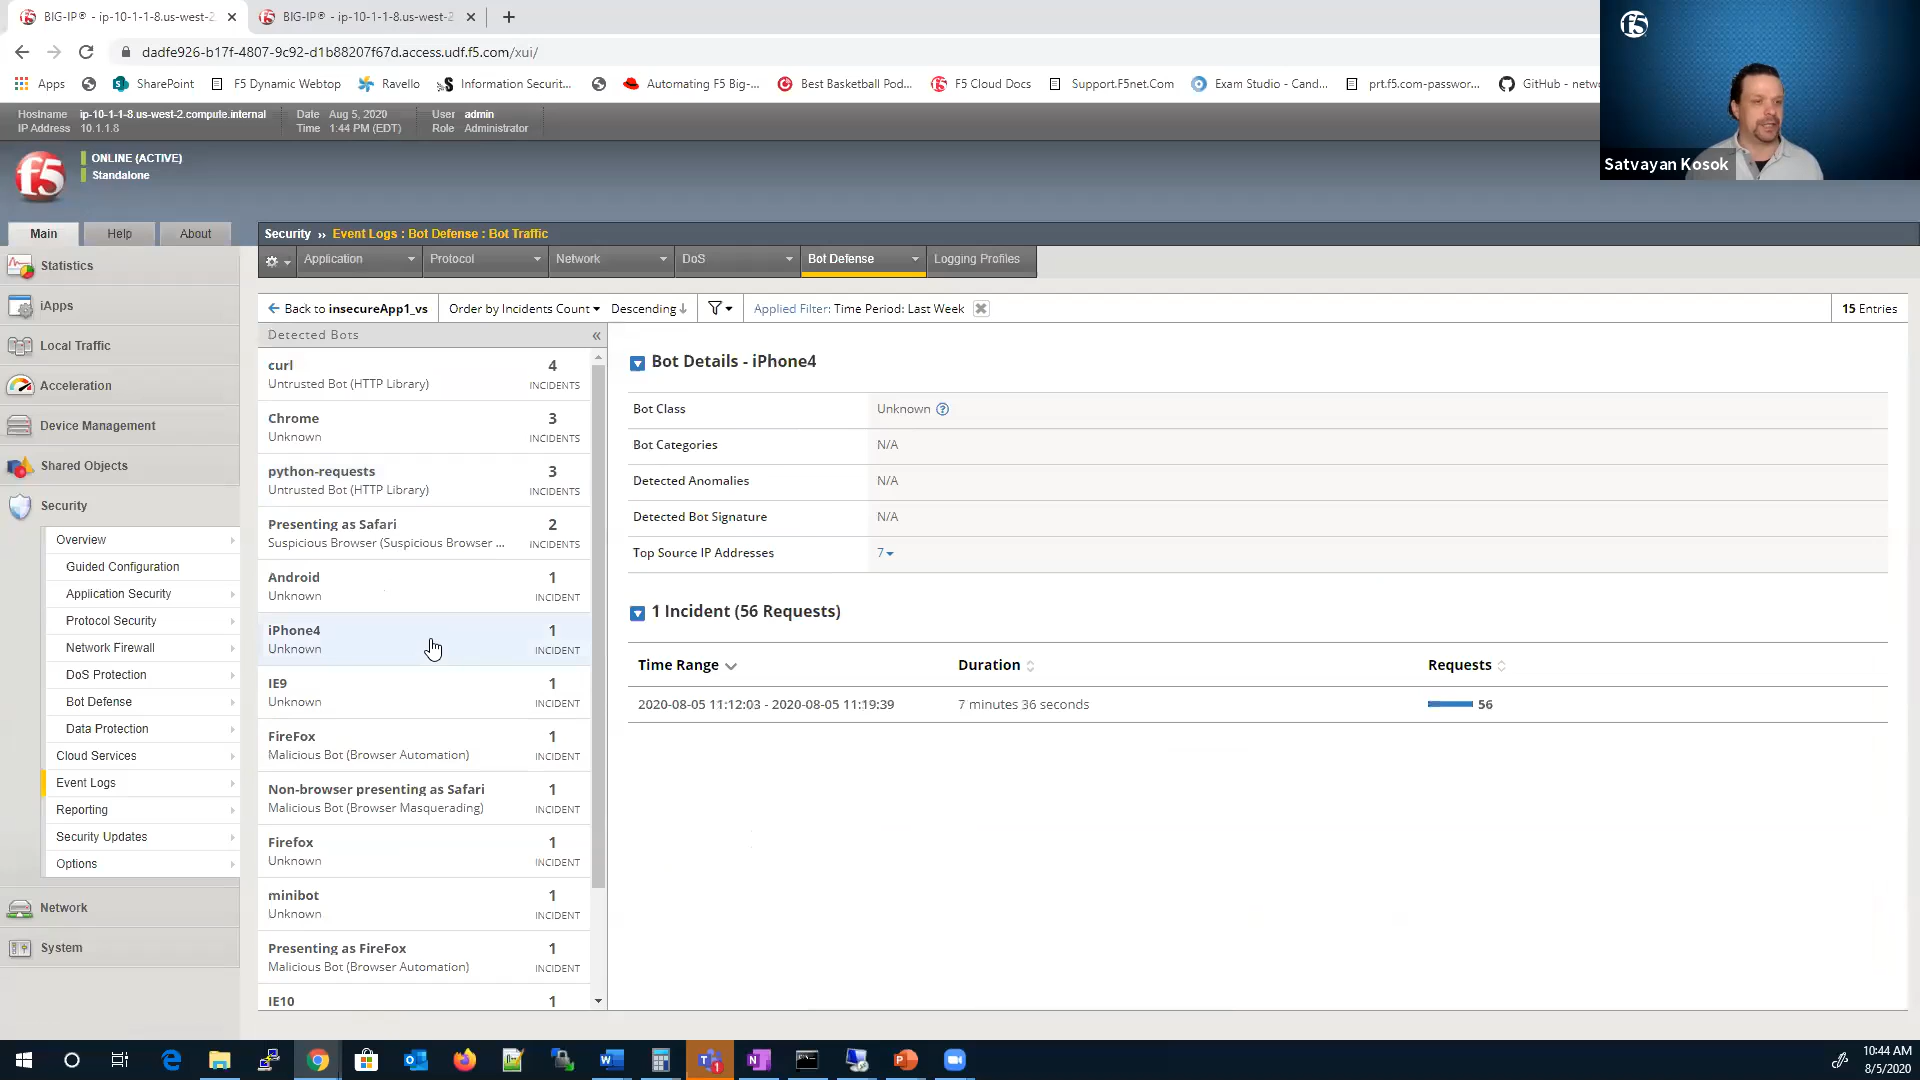 BIG-IP® - ip-10-1-1-8.us-west-2
BIG-IP® - ip-10-1-1-8.us-west-2
dadfe926-b17f-4807-9c92-d1b88207f67d.access.udf.f5.com/xui/
Apps
SharePoint
F5 Dynamic Webtop
Ravello
Information Securit...
Automating F5 Big-...
Best Basketball Pod...
F5 Cloud Docs
Support.F5net.Com
Exam Studio - Cand...
prt.f5.com-passwor...
GitHub - netw
Hostname ip-10-1-1-8.us-west-2.compute.internal
IP Address 10.1.1.8
Date Aug 5, 2020
Time 1:44 PM (EDT)
User admin
Role Administrator
f5
Satvayan Kosok
f5
ONLINE (ACTIVE)
Standalone
Main
Help
About
Security ›› Event Logs : Bot Defense : Bot Traffic
Application
Protocol
Network
DoS
Bot Defense
Logging Profiles
Statistics
iApps
Local Traffic
Acceleration
Device Management
Shared Objects
Security
Overview
Guided Configuration
Application Security
Protocol Security
Network Firewall
DoS Protection
Bot Defense
Data Protection
Cloud Services
Event Logs
Reporting
Security Updates
Options
Network
System
Back to insecureApp1_vs
Order by Incidents Count
Descending
Applied Filter: Time Period: Last Week
15 Entries
Detected Bots
curl 4
Untrusted Bot (HTTP Library) INCIDENTS
Chrome 3
Unknown INCIDENTS
python-requests 3
Untrusted Bot (HTTP Library) INCIDENTS
Presenting as Safari 2
Suspicious Browser (Suspicious Browser ... INCIDENTS
Android 1
Unknown INCIDENT
iPhone4 1
Unknown INCIDENT
IE9 1
Unknown INCIDENT
FireFox 1
Malicious Bot (Browser Automation) INCIDENT
Non-browser presenting as Safari 1
Malicious Bot (Browser Masquerading) INCIDENT
Firefox 1
Unknown INCIDENT
minibot 1
Unknown INCIDENT
Presenting as FireFox 1
Malicious Bot (Browser Automation) INCIDENT
IE10 1
Bot Details - iPhone4
Bot Class Unknown
Bot Categories N/A
Detected Anomalies N/A
Detected Bot Signature N/A
Top Source IP Addresses 7
1 Incident (56 Requests)
Time Range Duration Requests
2020-08-05 11:12:03 - 2020-08-05 11:19:39 7 minutes 36 seconds 56
10:44 AM
8/5/2020